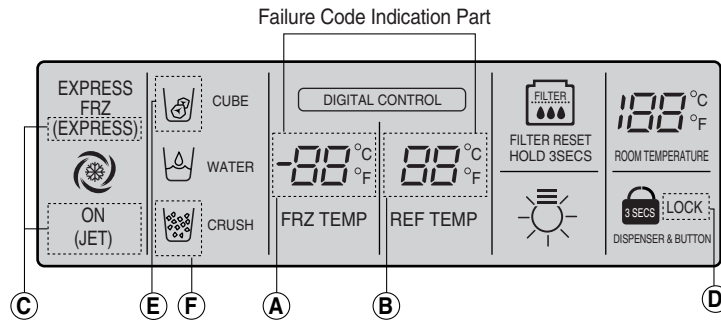 Failure Code Indication Part
EXPRESS
FRZ
(EXPRESS)
ON
(JET)
CUBE
WATER
CRUSH
DIGITAL CONTROL
-88 °C
°F
FRZ TEMP
88 °C
°F
REF TEMP
FILTER
FILTER RESET
HOLD 3SECS
188 °C
°F
ROOM TEMPERATURE
3 SECS
LOCK
DISPENSER & BUTTON
C
E
F
A
B
D